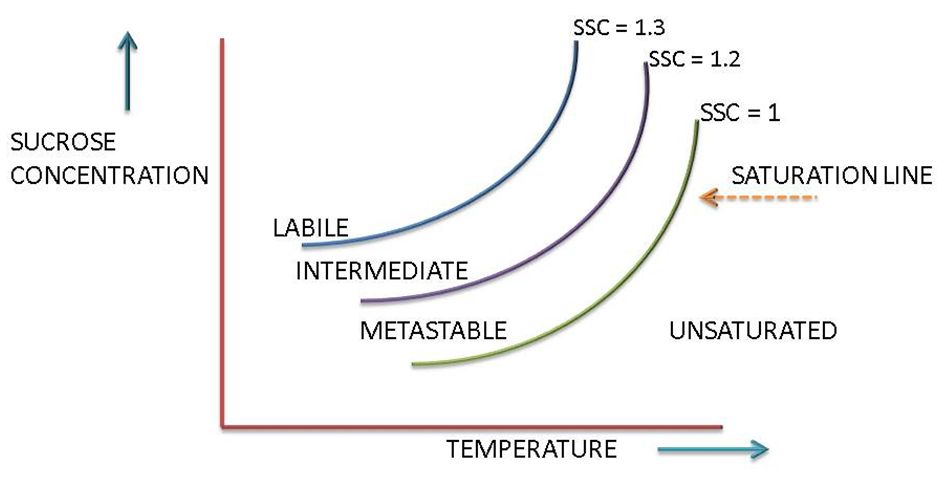 SSC = 1.3
SSC = 1.2
SSC = 1
SUCROSE
CONCENTRATION
SATURATION LINE
LABILE
INTERMEDIATE
METASTABLE
UNSATURATED
TEMPERATURE